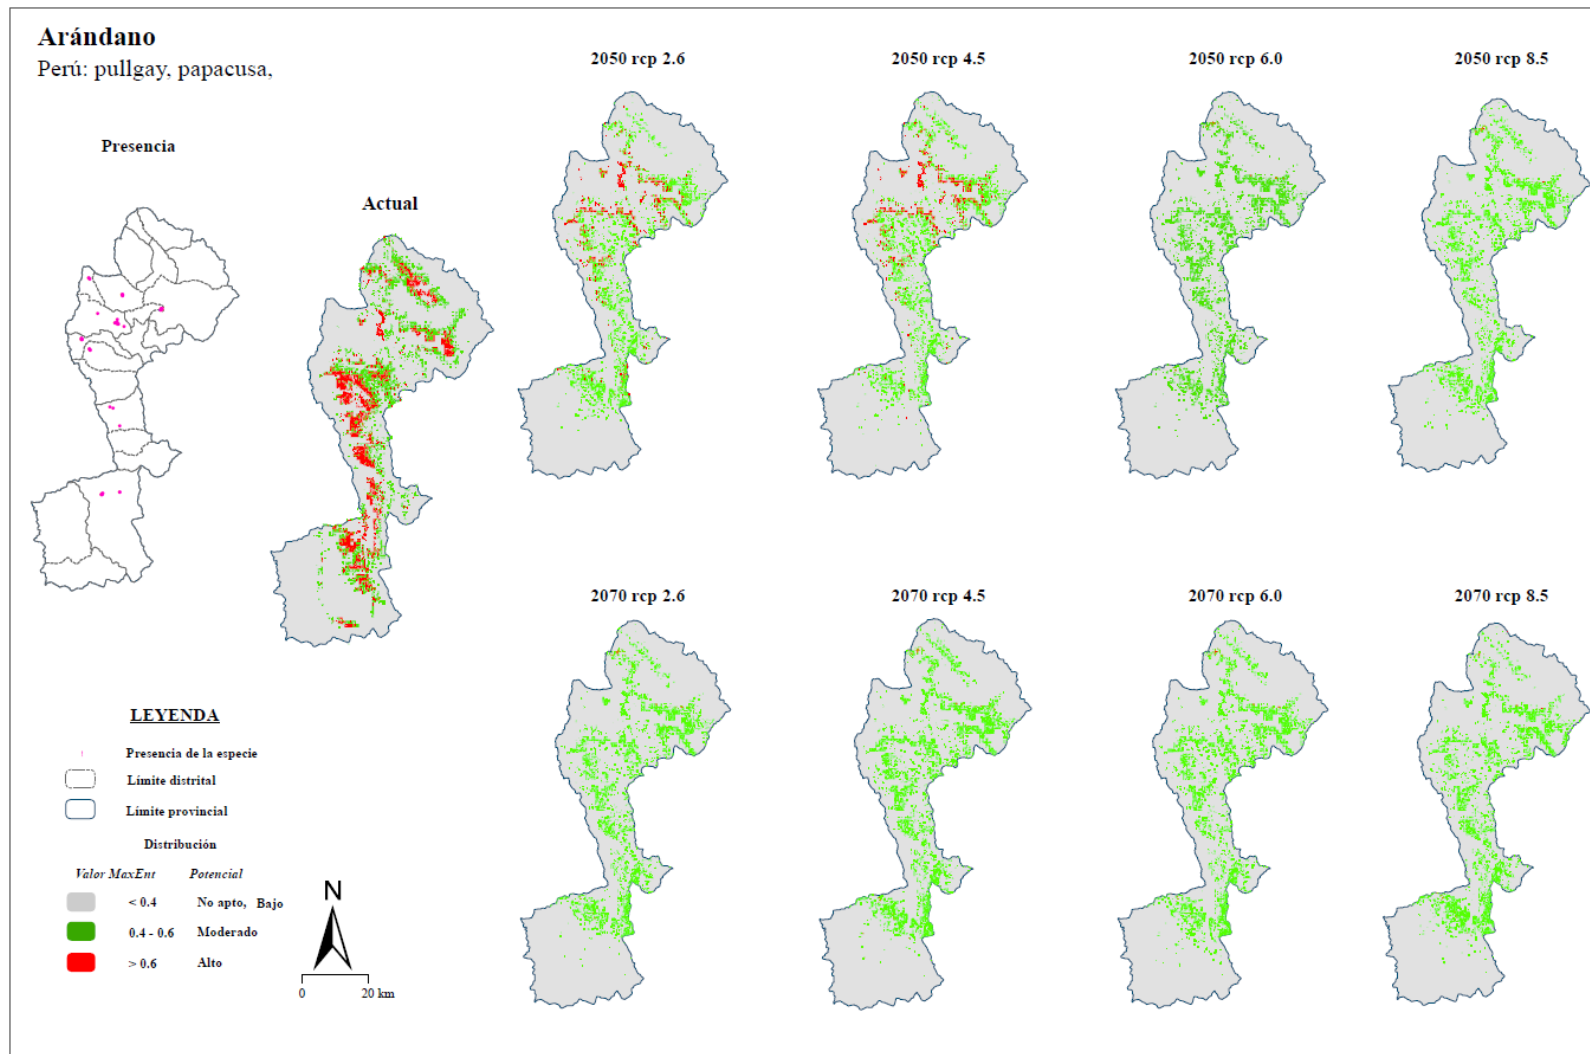 Arándano
Perú: pullgay, papacusa,
Presencia
Actual
2050 rcp 2.6
2050 rcp 4.5
2050 rcp 6.0
2050 rcp 8.5
2070 rcp 2.6
2070 rcp 4.5
2070 rcp 6.0
2070 rcp 8.5
LEYENDA
Presencia de la especie
Límite distrital
Límite provincial
Distribución
Valor MaxEnt Potencial
< 0.4 No apto, Bajo
0.4 - 0.6 Moderado
> 0.6 Alto
N
0 20 km